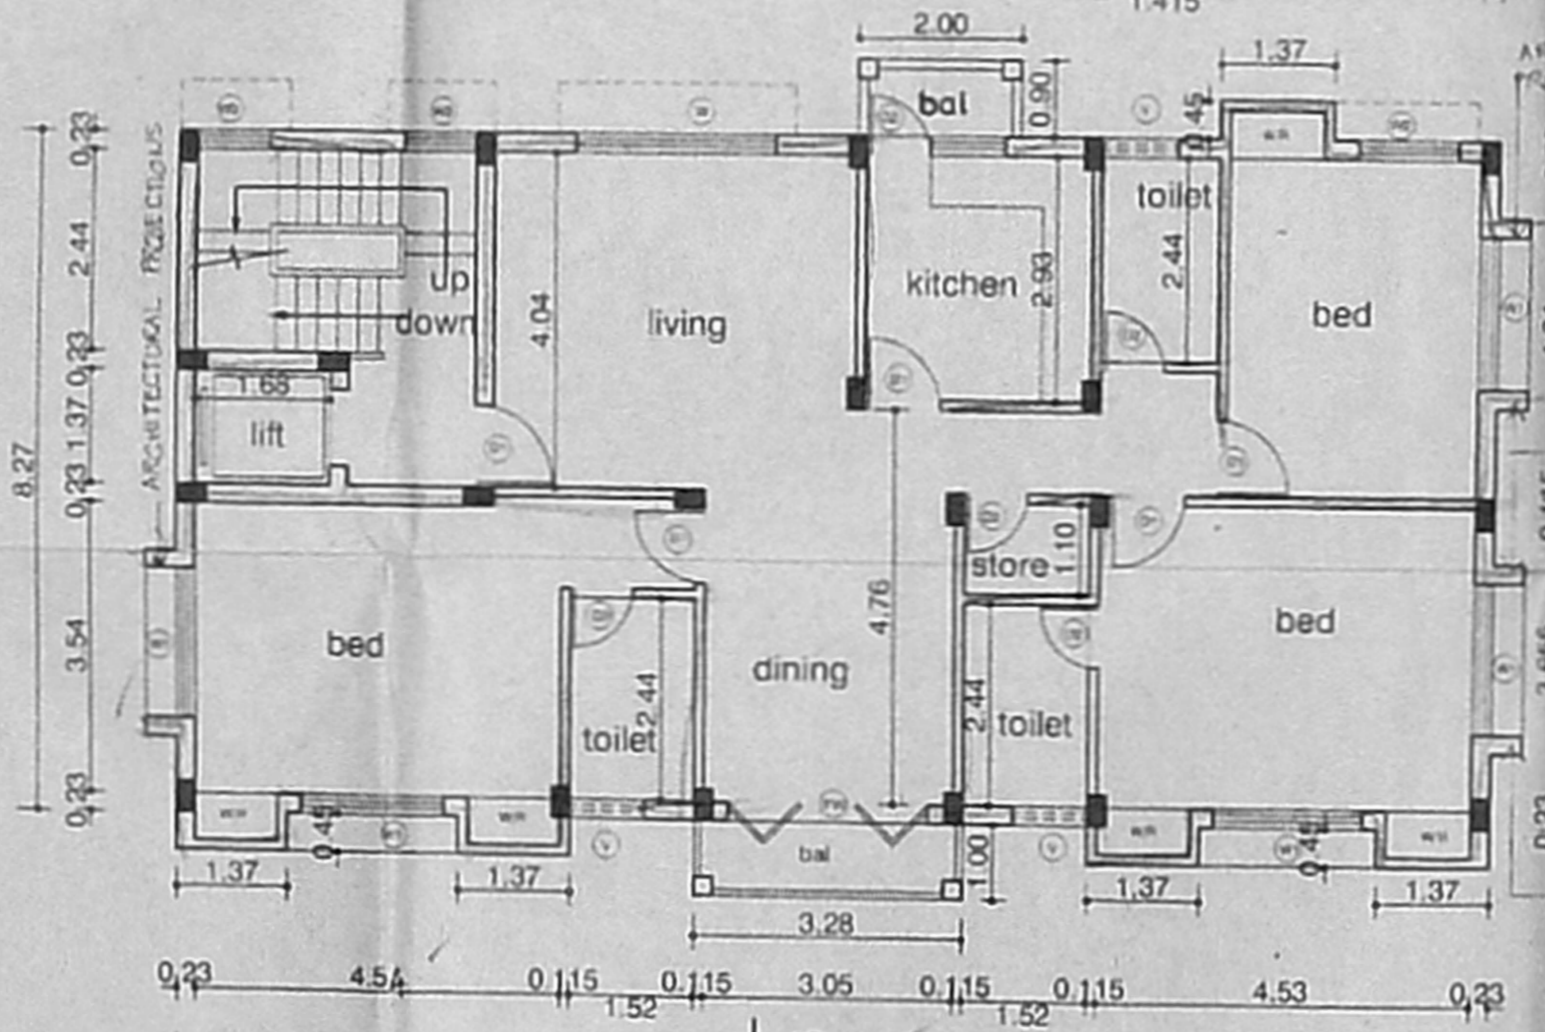 1.415
2.00
1.37
bal
0.90
0.45
0.23
ARCHITECTURAL PROJECTIONS
toilet
2.44
2.44
kitchen
2.93
up
living
bed
down
4.04
0.23
1.68
1.37
lift
8.27
0.23
store
1.10
bed
3.54
4.76
bed
dining
2.44
toilet
2.44
toilet
0.23
0.45
bal
1.00
0.45
1.37
1.37
1.37
1.37
3.28
0.23
4.54
0.115
1.52
0.115
3.05
0.115
1.52
0.115
4.53
0.23
0.23